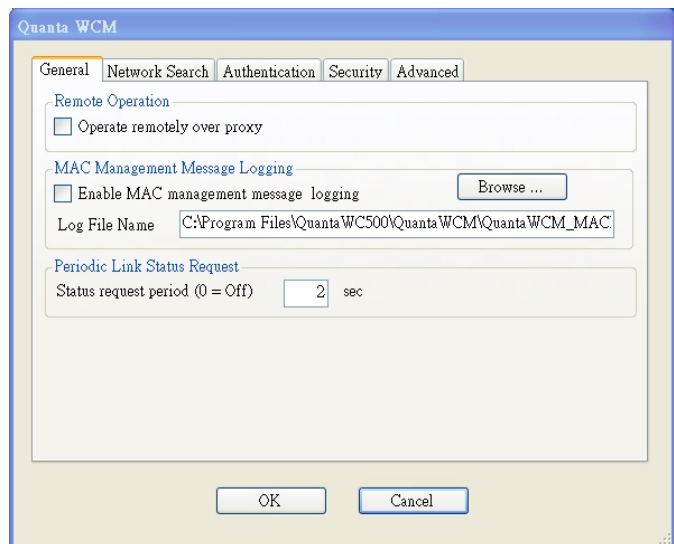 Quanta WCM
General Network Search Authentication Security Advanced
Remote Operation
Operate remotely over proxy
MAC Management Message Logging
Enable MAC management message logging Browse ...
Log File Name C:\Program Files\QuantaWC500\QuantaWCM\QuantaWCM_MAC.
Periodic Link Status Request
Status request period (0 = Off) 2 sec
OK Cancel